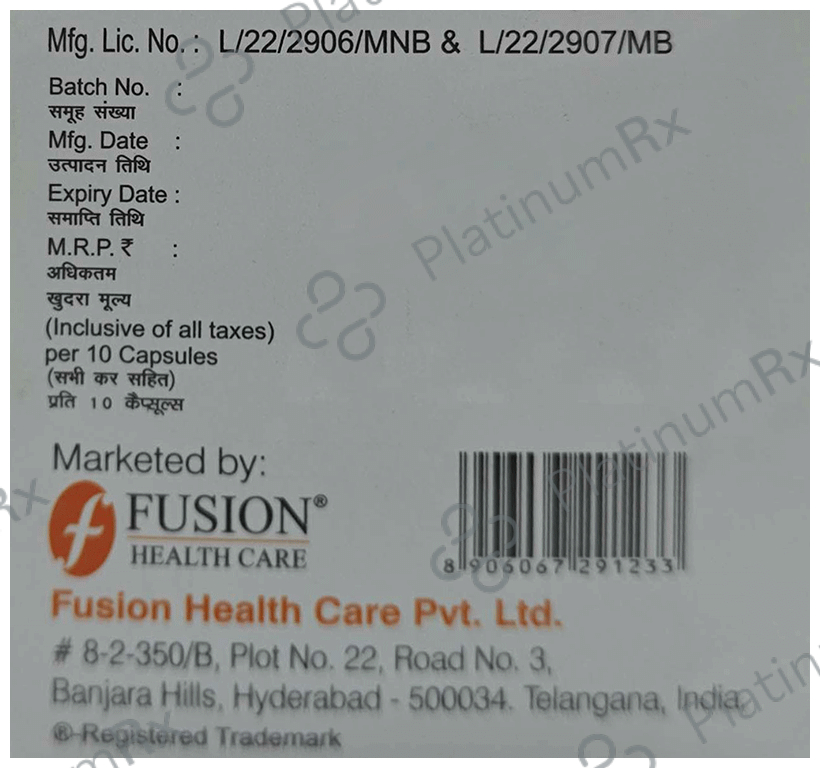 Mfg. Lic. No. : L/22/2906/MNB & L/22/2907/MB
Batch No. :
समूह संख्या
Mfg. Date :
उत्पादन तिथि
Expiry Date :
समाप्ति तिथि
M.R.P. ₹ :
अधिकतम
खुदरा मूल्य
(Inclusive of all taxes)
per 10 Capsules
(सभी कर सहित)
प्रति 10 कैप्सूल्स
Marketed by:
FUSION®
HEALTH CARE
8 906067 291233
Fusion Health Care Pvt. Ltd.
# 8-2-350/B, Plot No. 22, Road No. 3,
Banjara Hills, Hyderabad - 500034. Telangana, India.
®-Registered Trademark
PlatinumRx
PlatinumRx